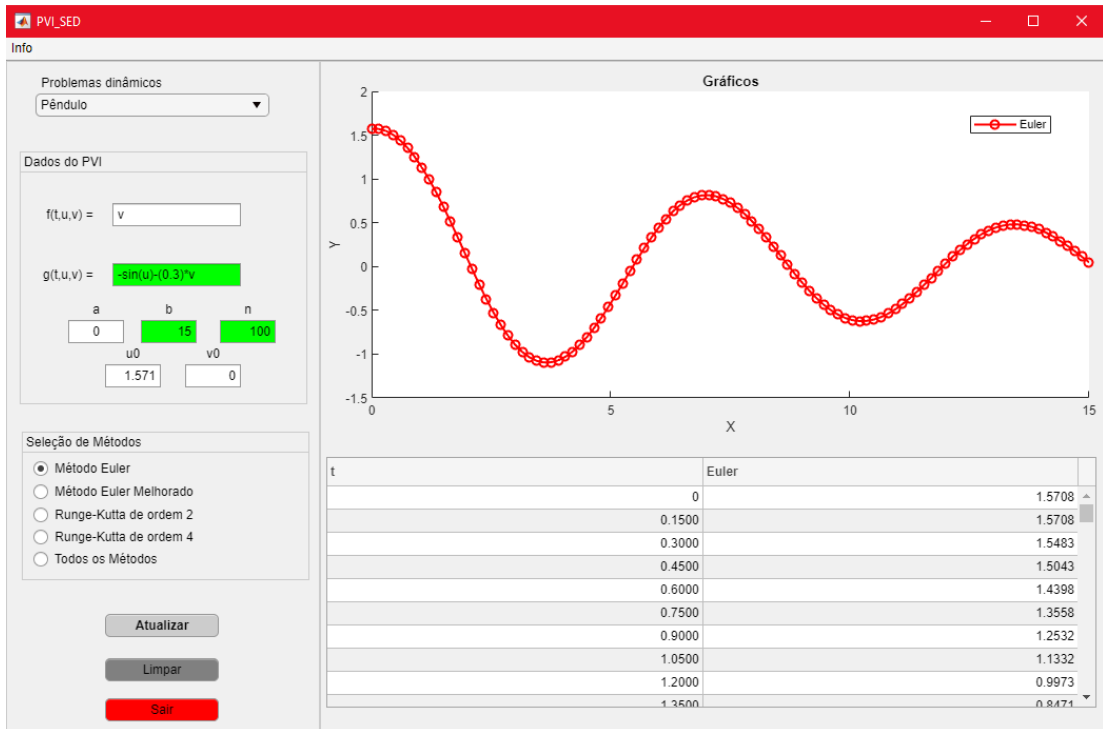 PVI_SED
Info
Problemas dinâmicos
Pêndulo
Dados do PVI
f(t,u,v) = v
g(t,u,v) = -sin(u)-(0.3)*v
a b n
0 15 100
u0 v0
1.571 0
Seleção de Métodos
Método Euler
Método Euler Melhorado
Runge-Kutta de ordem 2
Runge-Kutta de ordem 4
Todos os Métodos
Atualizar
Limpar
Sair
Gráficos
Euler
2
1.5
1
0.5
0
-0.5
-1
-1.5
Y
0 5 10 15
X
t Euler
0 1.5708
0.1500 1.5708
0.3000 1.5483
0.4500 1.5043
0.6000 1.4398
0.7500 1.3558
0.9000 1.2532
1.0500 1.1332
1.2000 0.9973
1.3500 0.8471